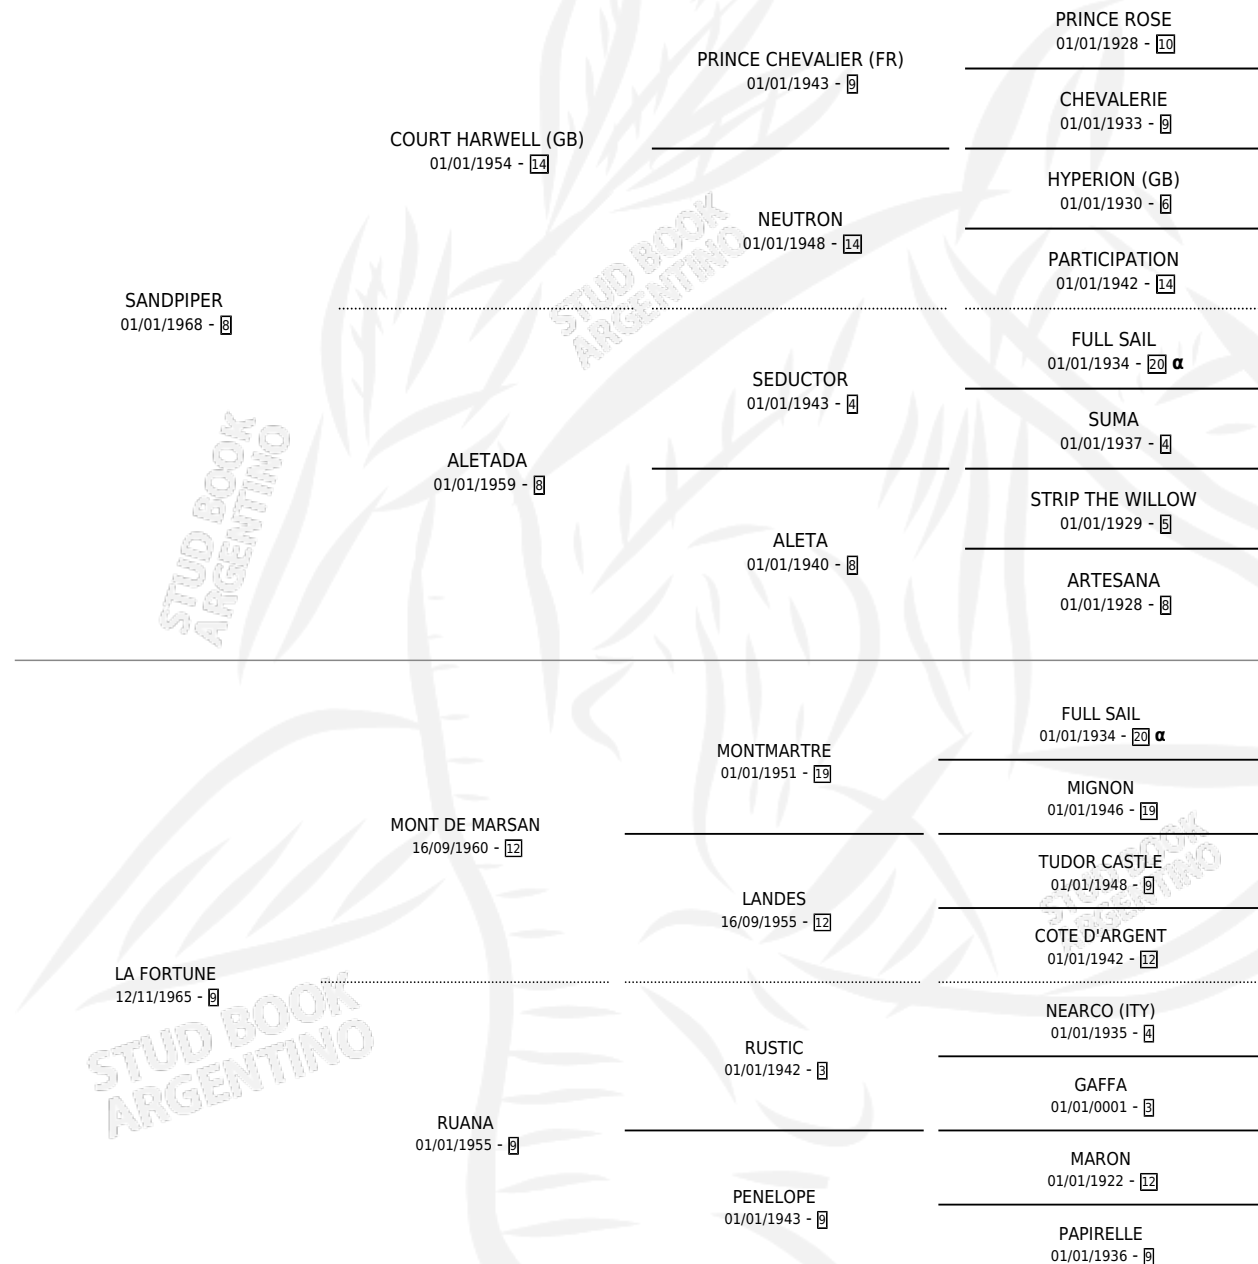 PRINCE ROSE
01/01/1928 - 10
PRINCE CHEVALIER (FR)
01/01/1943 - 9
CHEVALERIE
01/01/1933 - 9
COURT HARWELL (GB)
01/01/1954 - 14
HYPERION (GB)
01/01/1930 - 6
NEUTRON
01/01/1948 - 14
PARTICIPATION
01/01/1942 - 14
STUD BOOK
ARGENTINO
SANDPIPER
01/01/1968 - 8
FULL SAIL
01/01/1934 - 20 α
SEDUCTOR
01/01/1943 - 4
SUMA
01/01/1937 - 4
ALETADA
01/01/1959 - 8
STRIP THE WILLOW
01/01/1929 - 5
ALETA
01/01/1940 - 8
ARTESANA
01/01/1928 - 8
STUD BOOK
ARGENTINO
FULL SAIL
01/01/1934 - 20 α
MONTMARTRE
01/01/1951 - 19
MIGNON
01/01/1946 - 19
MONT DE MARSAN
16/09/1960 - 12
TUDOR CASTLE
01/01/1948 - 9
LANDES
16/09/1955 - 12
COTE D'ARGENT
01/01/1942 - 12
STUD BOOK
ARGENTINO
LA FORTUNE
12/11/1965 - 9
NEARCO (ITY)
01/01/1935 - 4
RUSTIC
01/01/1942 - 3
GAFFA
01/01/0001 - 3
STUD BOOK
ARGENTINO
RUANA
01/01/1955 - 9
MARON
01/01/1922 - 12
PENELOPE
01/01/1943 - 9
PAPIRELLE
01/01/1936 - 9